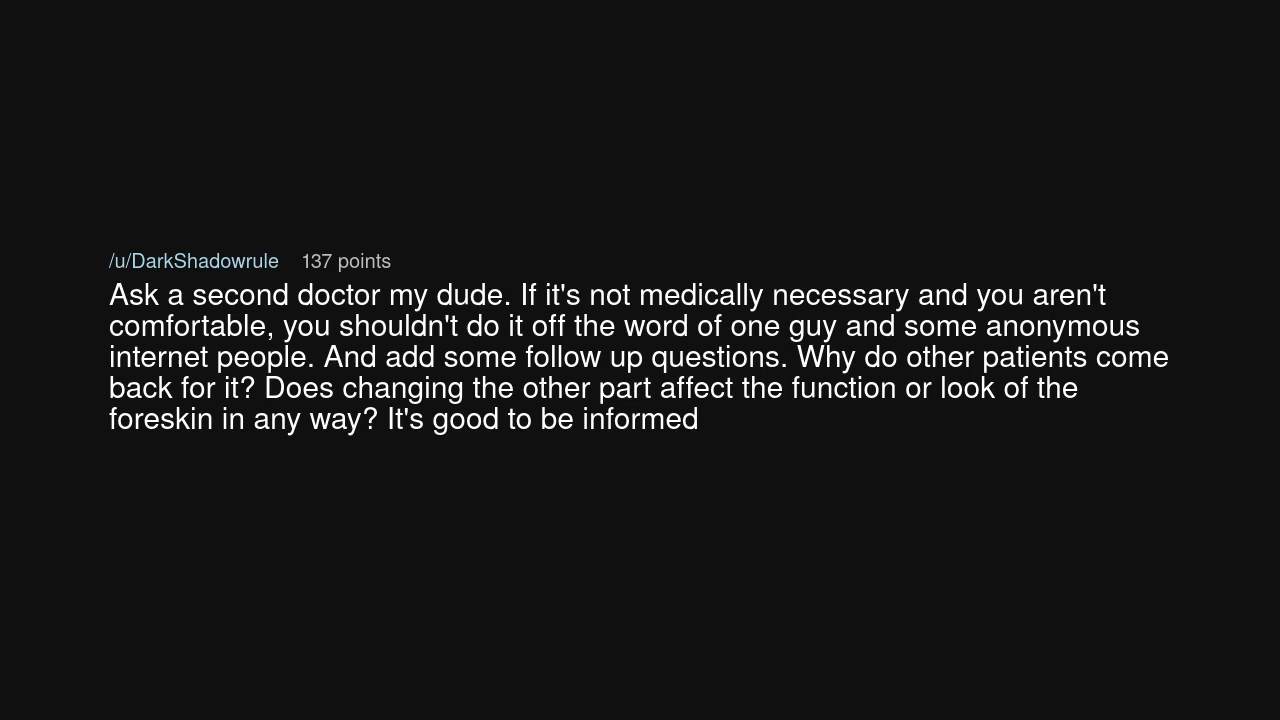 /u/DarkShadowrule 137 points
Ask a second doctor my dude. If it's not medically necessary and you aren't
comfortable, you shouldn't do it off the word of one guy and some anonymous
internet people. And add some follow up questions. Why do other patients come
back for it? Does changing the other part affect the function or look of the
foreskin in any way? It's good to be informed